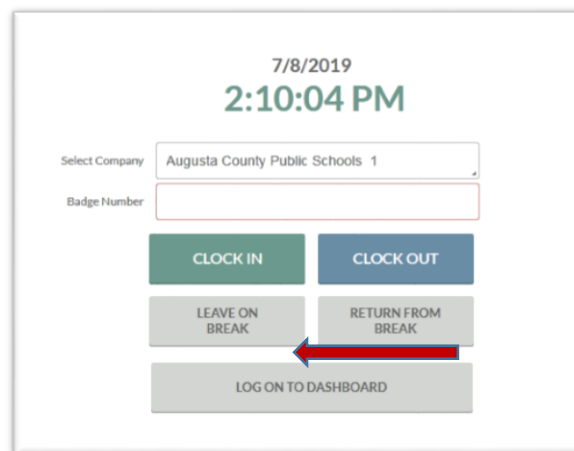 7/8/2019
2:10:04 PM
Select Company Augusta County Public Schools 1
Badge Number
CLOCK IN CLOCK OUT
LEAVE ON RETURN FROM
BREAK BREAK
LOG ON TO DASHBOARD